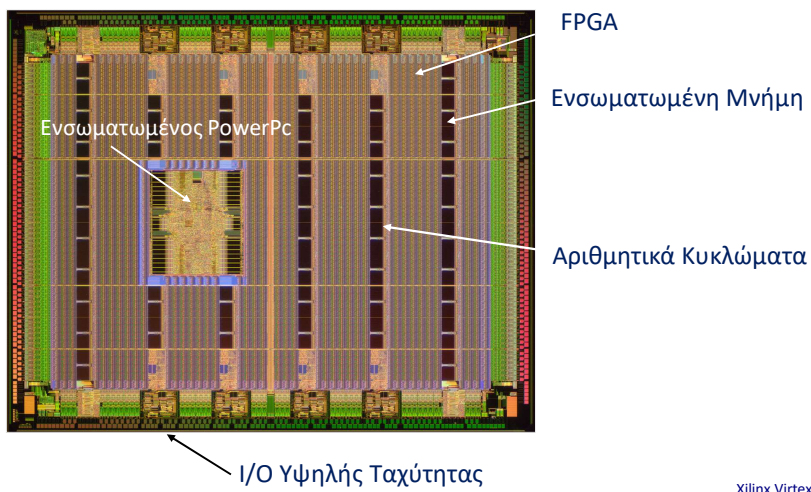 FPGA
Ενσωματωμένη Μνήμη
Ενσωματωμένος PowerPc
Αριθμητικά Κυκλώματα
I/O Υψηλής Ταχύτητας
Xilinx Virtex